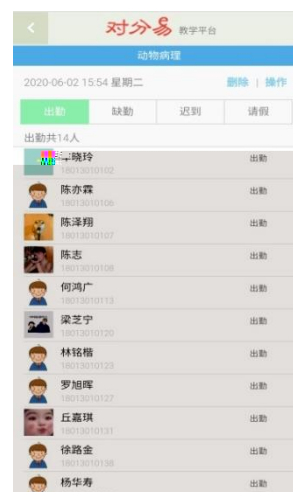 对分易 教学平台
动物病理
2020-06-02 15:54 星期二 删除 | 操作
出勤 缺勤 迟到 请假
出勤共14人
晓玲 出勤
18013010102
陈亦霖 出勤
18013010106
陈泽翔 出勤
18013010107
陈志 出勤
18013010108
何鸿广 出勤
18013010113
梁芝宁 出勤
18013010120
林铭楷 出勤
18013010123
罗旭晖 出勤
18013010127
丘嘉琪 出勤
18013010131
徐路金 出勤
18013010138
杨华寿 出勤